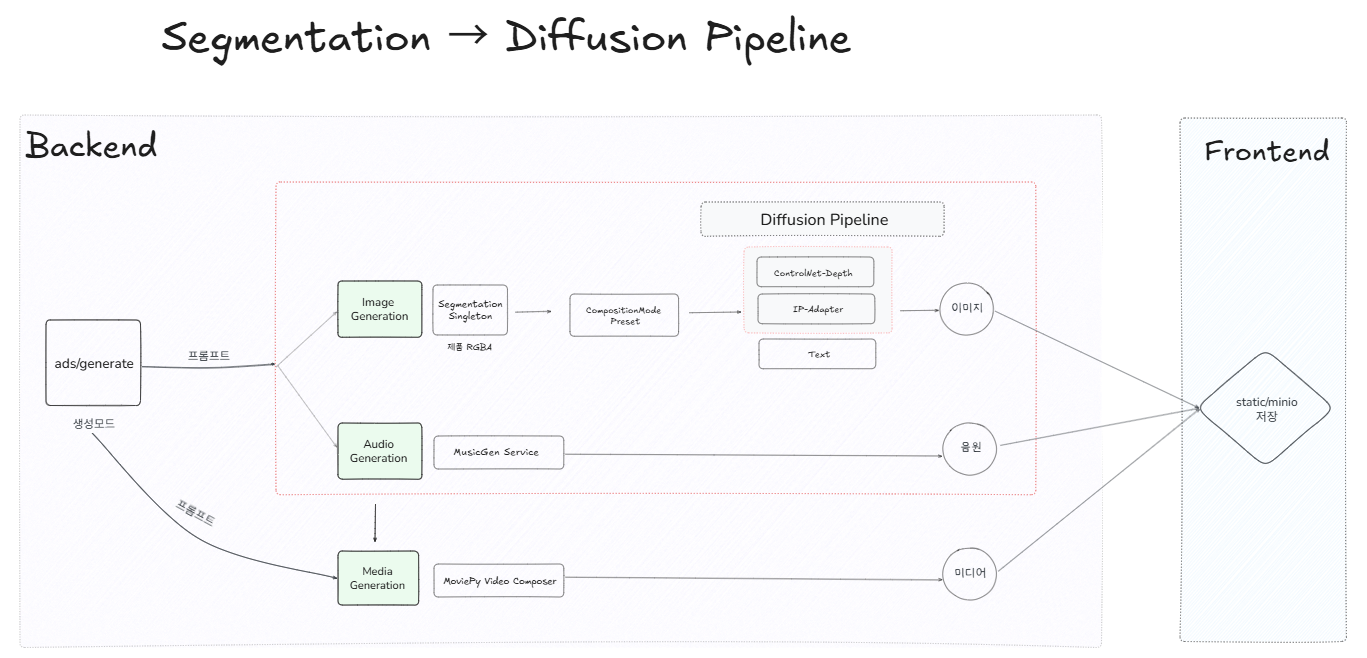 Segmentation → Diffusion Pipeline
Backend
Frontend
Diffusion Pipeline
ads/generate
생성모드
프롬프트
프롬프트
Image
Generation
Segmentation
Singleton
제품 RGBA
CompositionMode
Preset
ControlNet-Depth
IP-Adapter
Text
이미지
Audio
Generation
MusicGen Service
음원
Media
Generation
MoviePy Video Composer
미디어
static/minio
저장